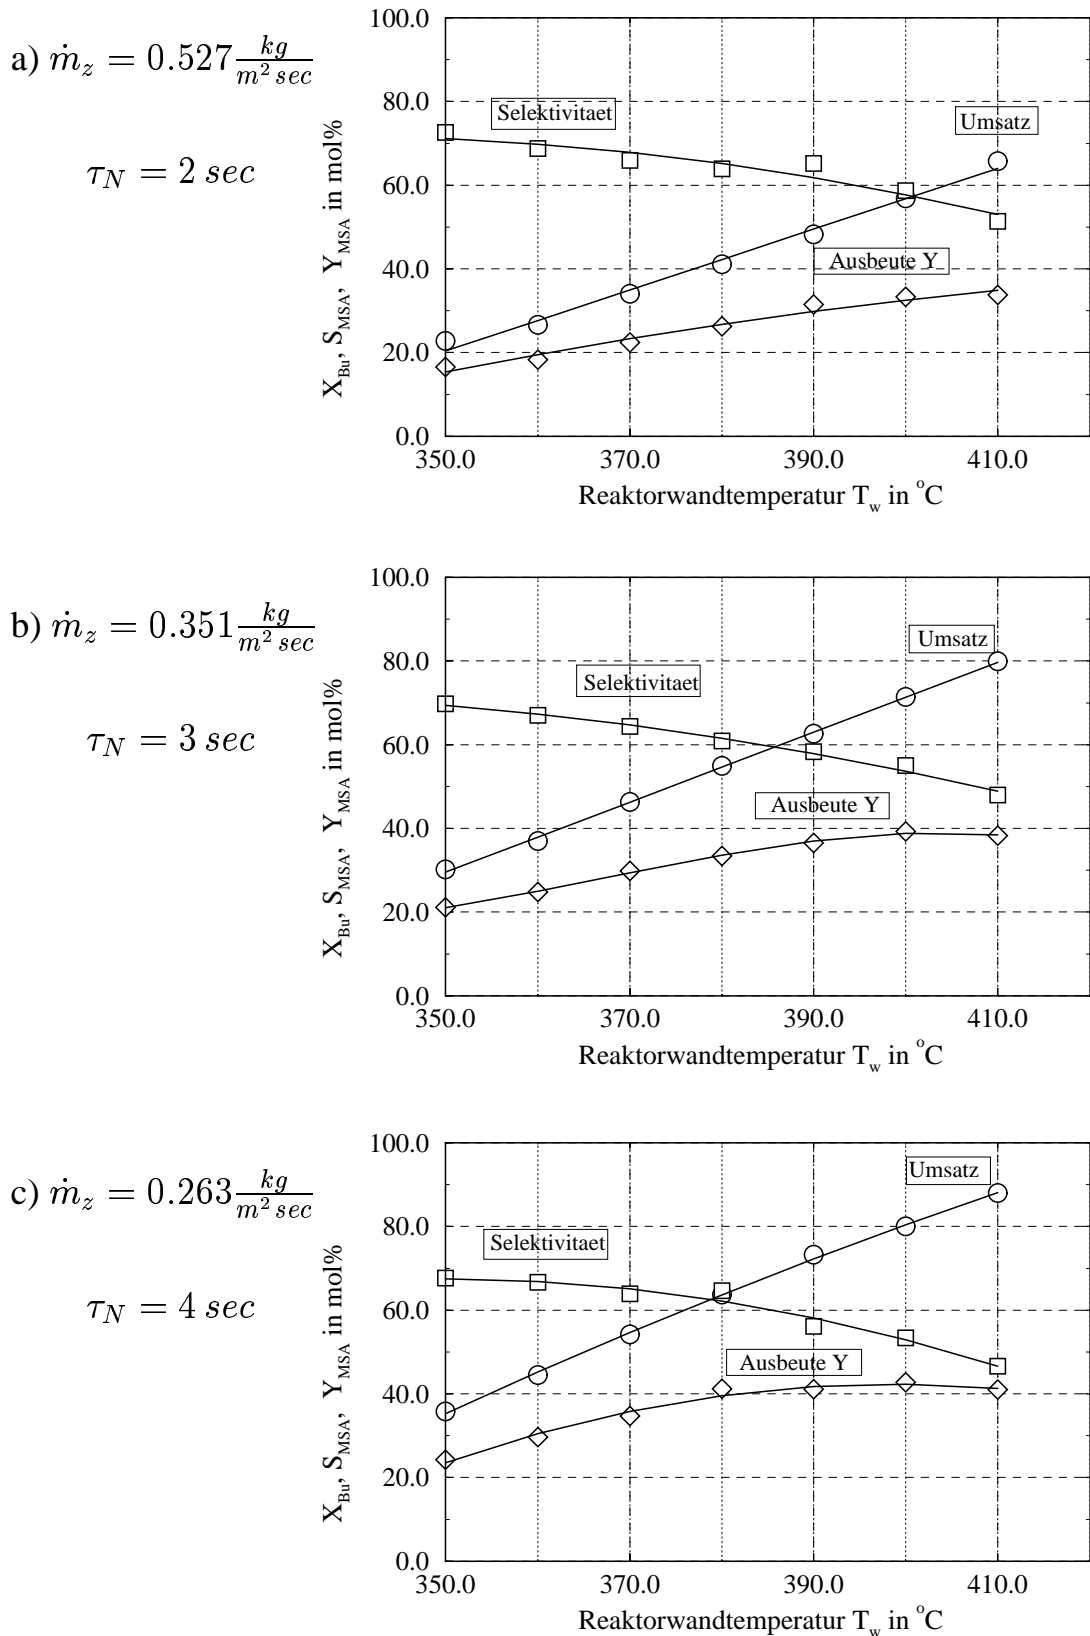 a) ṁ_z = 0.527 kg/(m² sec)
τ_N = 2 sec
X_Bu, S_MSA, Y_MSA in mol%
100.0
80.0
60.0
40.0
20.0
0.0
Selektivitaet
Umsatz
Ausbeute Y
350.0 370.0 390.0 410.0
Reaktorwandtemperatur T_w in °C
b) ṁ_z = 0.351 kg/(m² sec)
τ_N = 3 sec
X_Bu, S_MSA, Y_MSA in mol%
100.0
80.0
60.0
40.0
20.0
0.0
Umsatz
Selektivitaet
Ausbeute Y
350.0 370.0 390.0 410.0
Reaktorwandtemperatur T_w in °C
c) ṁ_z = 0.263 kg/(m² sec)
τ_N = 4 sec
X_Bu, S_MSA, Y_MSA in mol%
100.0
80.0
60.0
40.0
20.0
0.0
Umsatz
Selektivitaet
Ausbeute Y
350.0 370.0 390.0 410.0
Reaktorwandtemperatur T_w in °C